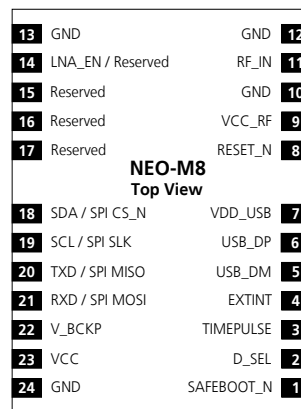 13 GND GND 12
14 LNA_EN / Reserved RF_IN 11
15 Reserved GND 10
16 Reserved VCC_RF 9
17 Reserved RESET_N 8
NEO-M8
Top View
18 SDA / SPI CS_N VDD_USB 7
19 SCL / SPI SLK USB_DP 6
20 TXD / SPI MISO USB_DM 5
21 RXD / SPI MOSI EXTINT 4
22 V_BCKP TIMEPULSE 3
23 VCC D_SEL 2
24 GND SAFEBOOT_N 1